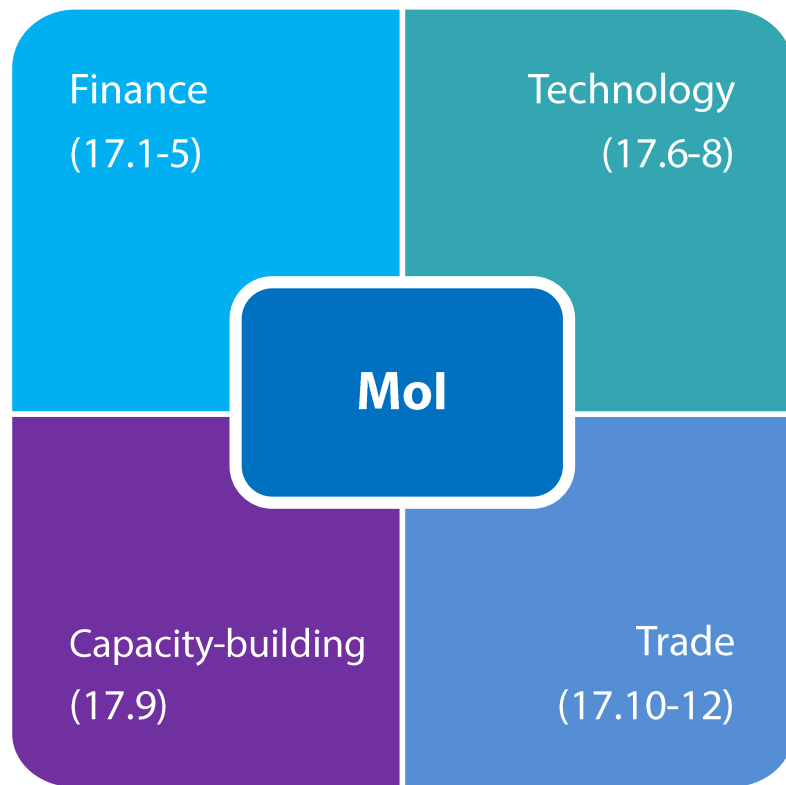 Finance
(17.1-5)
Technology
(17.6-8)
MoI
Capacity-building
(17.9)
Trade
(17.10-12)